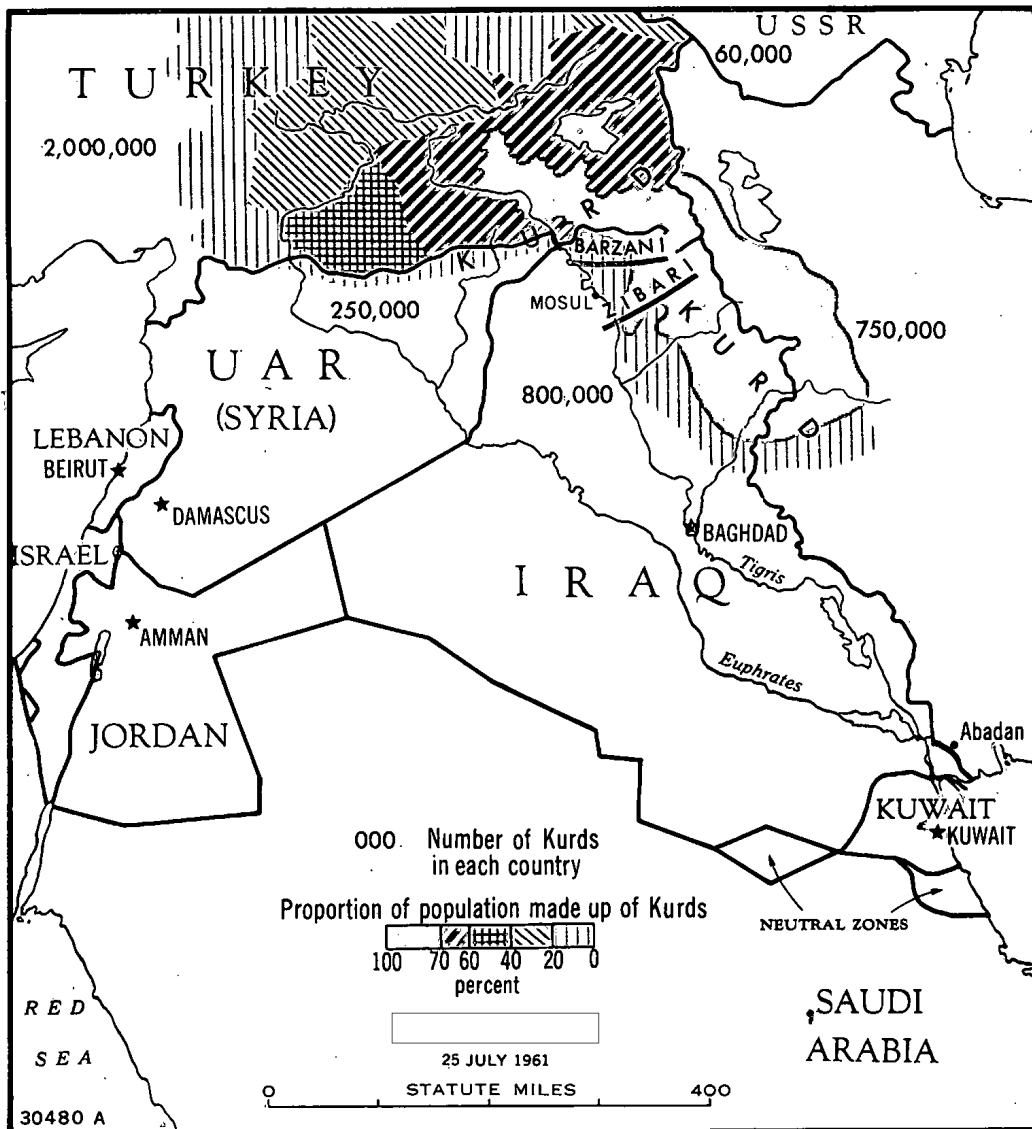 USSR
60,000
TURKEY
2,000,000
KURD
BARZANI
ZIBARI
MOSUL
KURD
250,000
750,000
UAR
(SYRIA)
800,000
LEBANON
BEIRUT
DAMASCUS
BAGHDAD
ISRAEL
IRAQ
Tigris
AMMAN
Euphrates
JORDAN
Abadan
KUWAIT
KUWAIT
000 Number of Kurds
in each country
Proportion of population made up of Kurds
100 70 60 40 20 0
percent
NEUTRAL ZONES
RED
SEA
SAUDI
ARABIA
25 JULY 1961
0 STATUTE MILES 400
30480 A